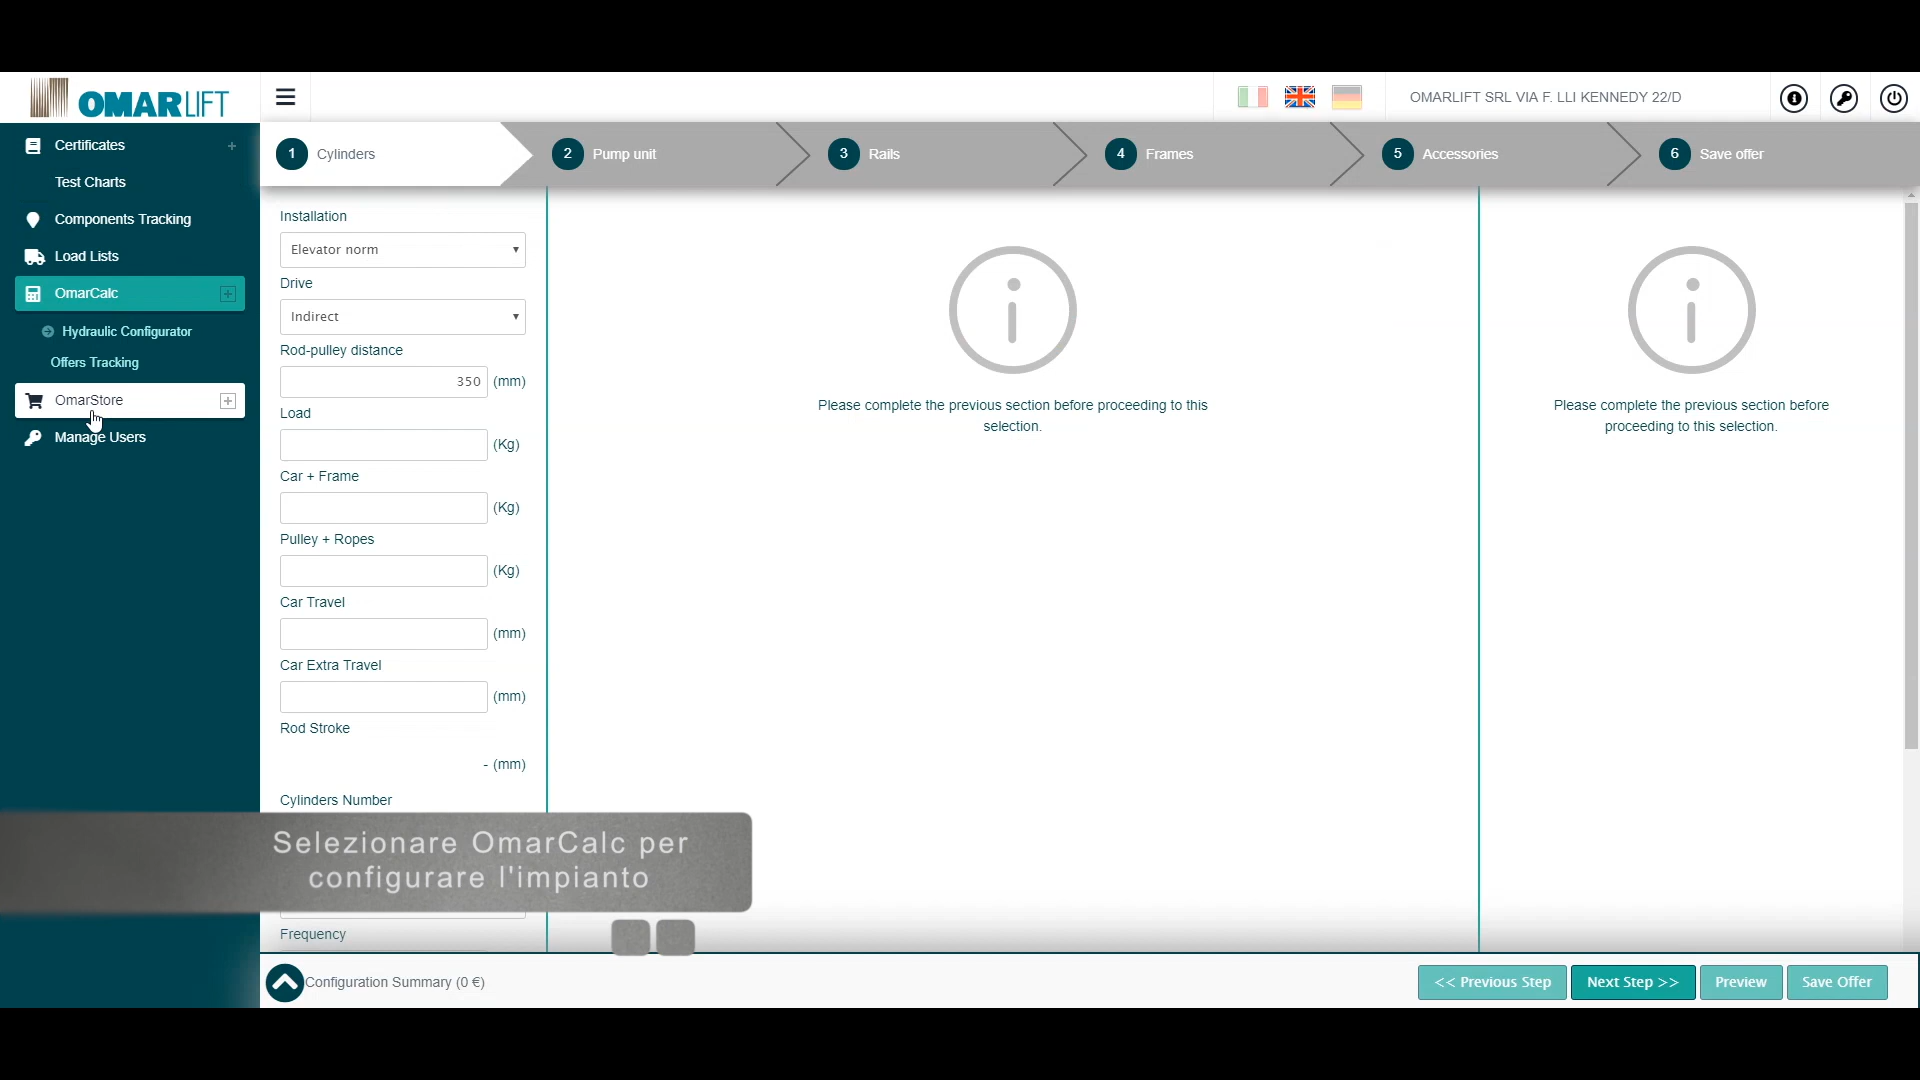 OMARLIFT
OMARLIFT SRL VIA F. LLI KENNEDY 22/D
Certificates
Test Charts
Components Tracking
Load Lists
OmarCalc
Hydraulic Configurator
Offers Tracking
OmarStore
Manage Users
1 Cylinders
2 Pump unit
3 Rails
4 Frames
5 Accessories
6 Save offer
Installation
Elevator norm
Drive
Indirect
Rod-pulley distance
350 (mm)
Load
(Kg)
Car + Frame
(Kg)
Pulley + Ropes
(Kg)
Car Travel
(mm)
Car Extra Travel
(mm)
Rod Stroke
- (mm)
Cylinders Number
Frequency
Please complete the previous section before proceeding to this
selection.
Please complete the previous section before
proceeding to this selection.
Selezionare OmarCalc per
configurare l'impianto
Configuration Summary (0 €)
<< Previous Step
Next Step >>
Preview
Save Offer